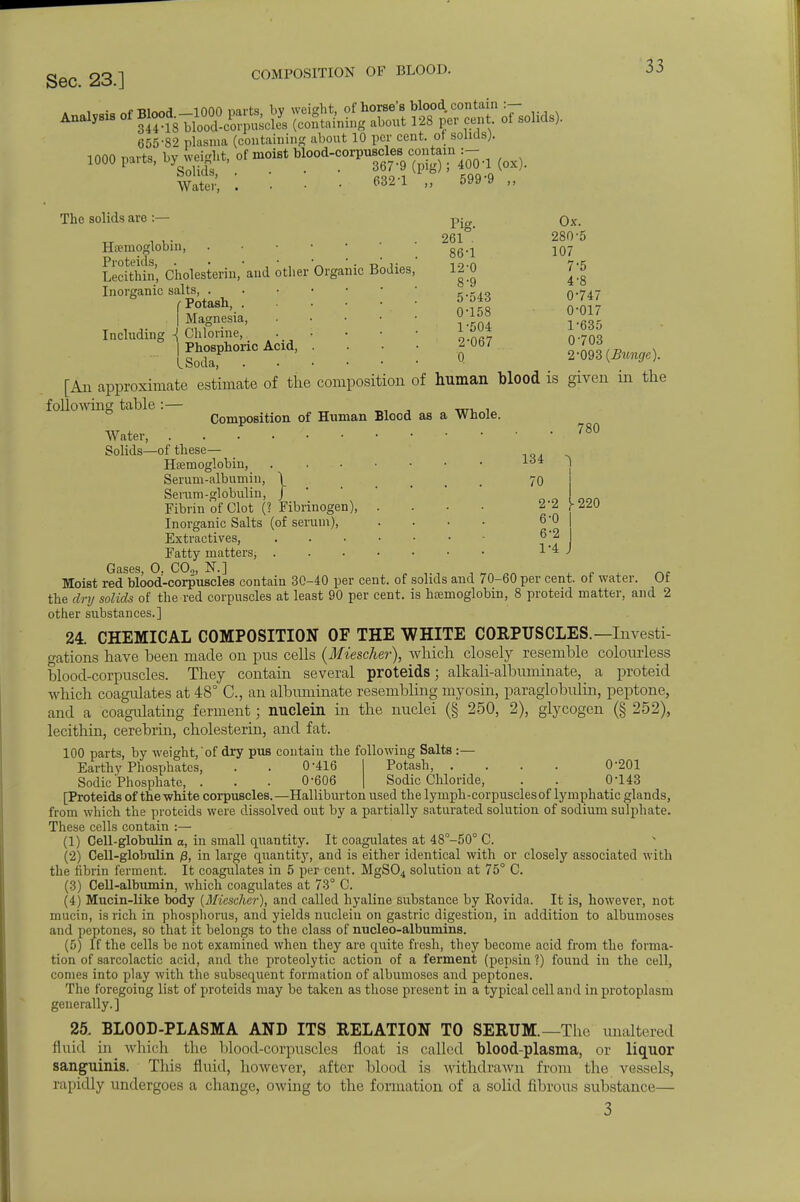 Sec. 23.] COMPOSITION OF BLOOD. 33
Analysis of Blood.—1000 parts, by weight, of horse's blood contain :—
344·18 blood-corpuscles (containing about 128 per cent. of solids).
655·82 plasma (containing about 10 per cent. of solids).
1000 parts, by weight, of moist blood-corpuscles contain :—
Solids, . . . . . 367·9 (pig) ; 400·1 (ox).
Water, . . . . . 632·1 „ 599·9 „
The solids are :— Pig. Ox.
Hæmoglobin, . . . . . . . 261 . 280·5
Proteids, . . . . . . . 86·1 107
Lecithin, Cholesterin, and other Organic Bodies, 12·0 7·5
Inorganic salts, . . . . . . . 8·9 4·8
Including { Potash, . . . . . . 5·543 0·747
Magnesia, . . . . . 0·158 0·017
Chlorine, . . . . . 1·504 1·635
Phosphoric Acid, . . . . 2·067 0·703
Soda, . . . . . . 0 2·093 (Bunge).
[An approximate estimate of the composition of human blood is given in the
following table :—
Composition of Human Blood as a Whole.
Water, . . . . . . . . . . . 780
Solids—of these—
Hæmoglobin, . . . . . . . 134 }
Serum-albumin, }
Serum-globulin, } . . . . . . 70
Fibrin of Clot (? Fibrinogen), . . . . 2·2 } 220
Inorganic Salts (of serum), . . . . 6·0
Extractives, . . . . . . . 6·2
Fatty matters, . . . . . . . 1·4
Gases, O, CO₂, N.]
Moist red blood-corpuscles contain 30-40 per cent. of solids and 70-60 per cent. of water. Of
the dry solids of the red corpuscles at least 90 per cent. is hæmoglobin, 8 proteid matter, and 2
other substances.]
24. CHEMICAL COMPOSITION OF THE WHITE CORPUSCLES.—Investi-
gations have been made on pus cells (Miescher), which closely resemble colourless
blood-corpuscles. They contain several proteids ; alkali-albuminate, a proteid
which coagulates at 48° C., an albuminate resembling myosin, paraglobulin, peptone,
and a coagulating ferment ; nuclein in the nuclei (§ 250, 2), glycogen (§ 252),
lecithin, cerebrin, cholesterin, and fat.
100 parts, by weight, of dry pus contain the following Salts :—
Earthy Phosphates, . . 0·416 | Potash, . . . . 0·201
Sodic Phosphate, . . . 0·606 | Sodic Chloride, . . 0·143
[Proteids of the white corpuscles.—Halliburton used the lymph-corpuscles of lymphatic glands,
from which the proteids were dissolved out by a partially saturated solution of sodium sulphate.
These cells contain :—
(1) Cell-globulin α, in small quantity. It coagulates at 48°-50° C.
(2) Cell-globulin β, in large quantity, and is either identical with or closely associated with
the fibrin ferment. It coagulates in 5 per cent. MgSO₄ solution at 75° C.
(3) Cell-albumin, which coagulates at 73° C.
(4) Mucin-like body (Miescher), and called hyaline substance by Rovida. It is, however, not
mucin, is rich in phosphorus, and yields nuclein on gastric digestion, in addition to albumoses
and peptones, so that it belongs to the class of nucleo-albumins.
(5) If the cells be not examined when they are quite fresh, they become acid from the forma-
tion of sarcolactic acid, and the proteolytic action of a ferment (pepsin ?) found in the cell,
comes into play with the subsequent formation of albumoses and peptones.
The foregoing list of proteids may be taken as those present in a typical cell and in protoplasm
generally.]
25. BLOOD-PLASMA AND ITS RELATION TO SERUM.—The unaltered
fluid in which the blood-corpuscles float is called blood-plasma, or liquor
sanguinis. This fluid, however, after blood is withdrawn from the vessels,
rapidly undergoes a change, owing to the formation of a solid fibrous substance—
3